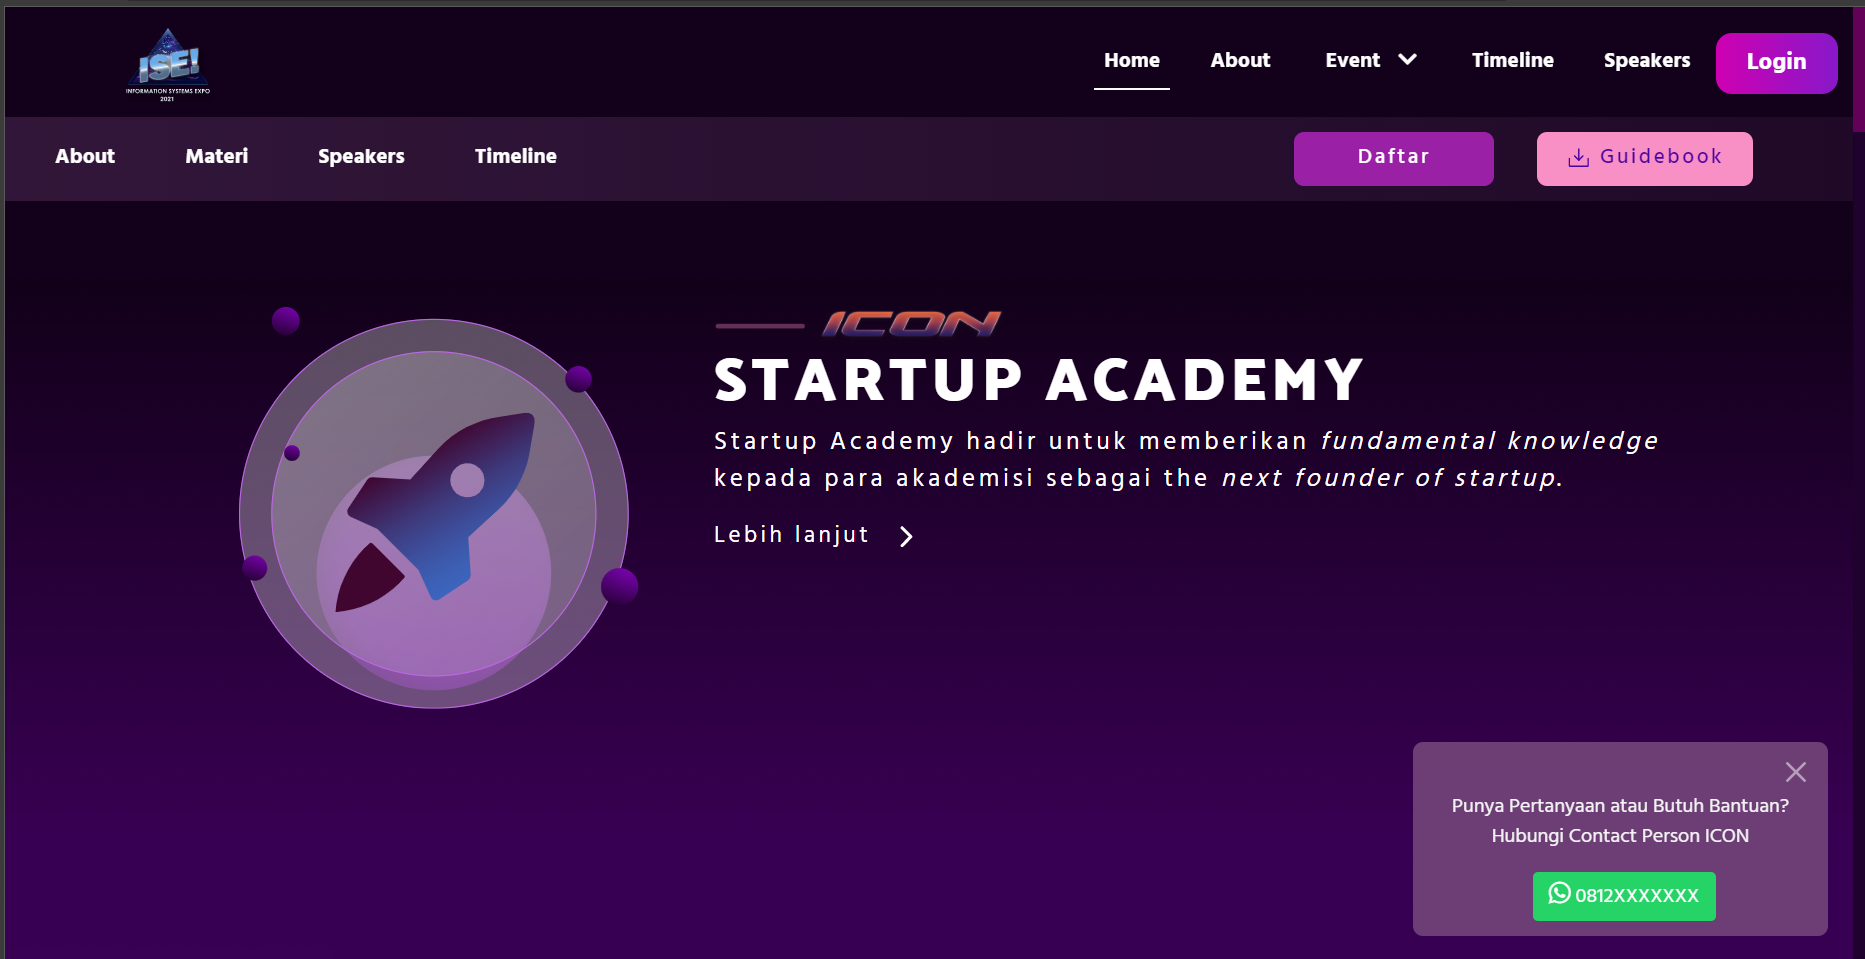 ISE!
INFORMATION SYSTEMS EXPO
2021
Home
About
Event
Timeline
Speakers
Login
About
Materi
Speakers
Timeline
Daftar
Guidebook
ICON
STARTUP ACADEMY
Startup Academy hadir untuk memberikan fundamental knowledge
kepada para akademisi sebagai the next founder of startup.
Lebih lanjut
Punya Pertanyaan atau Butuh Bantuan?
Hubungi Contact Person ICON
0812XXXXXXX